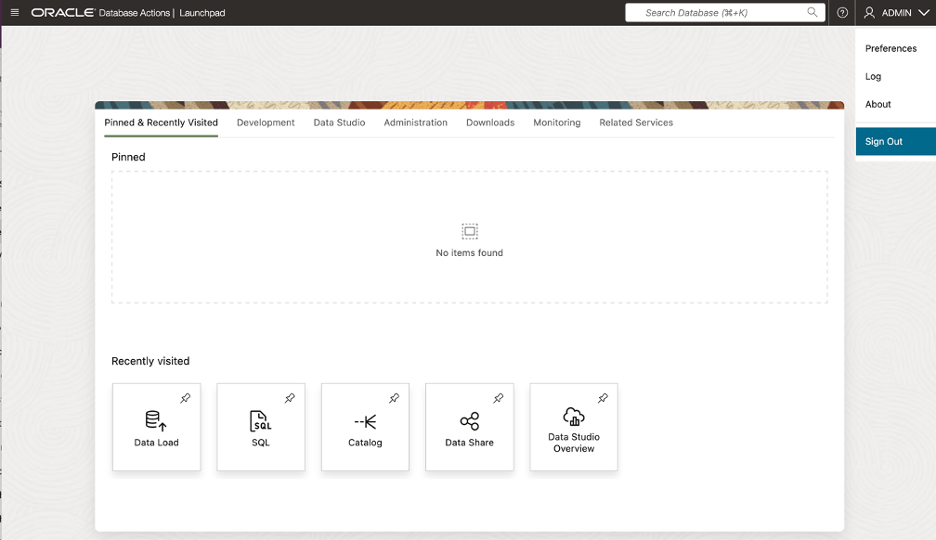 ORACLE Database Actions | Launchpad
Search Database (⌘+K)
ADMIN
Preferences
Log
About
Sign Out
Pinned & Recently Visited Development Data Studio Administration Downloads Monitoring Related Services
Pinned
No items found
Recently visited
Data Load
SQL
SQL
Catalog
Data Share
Data Studio
Overview